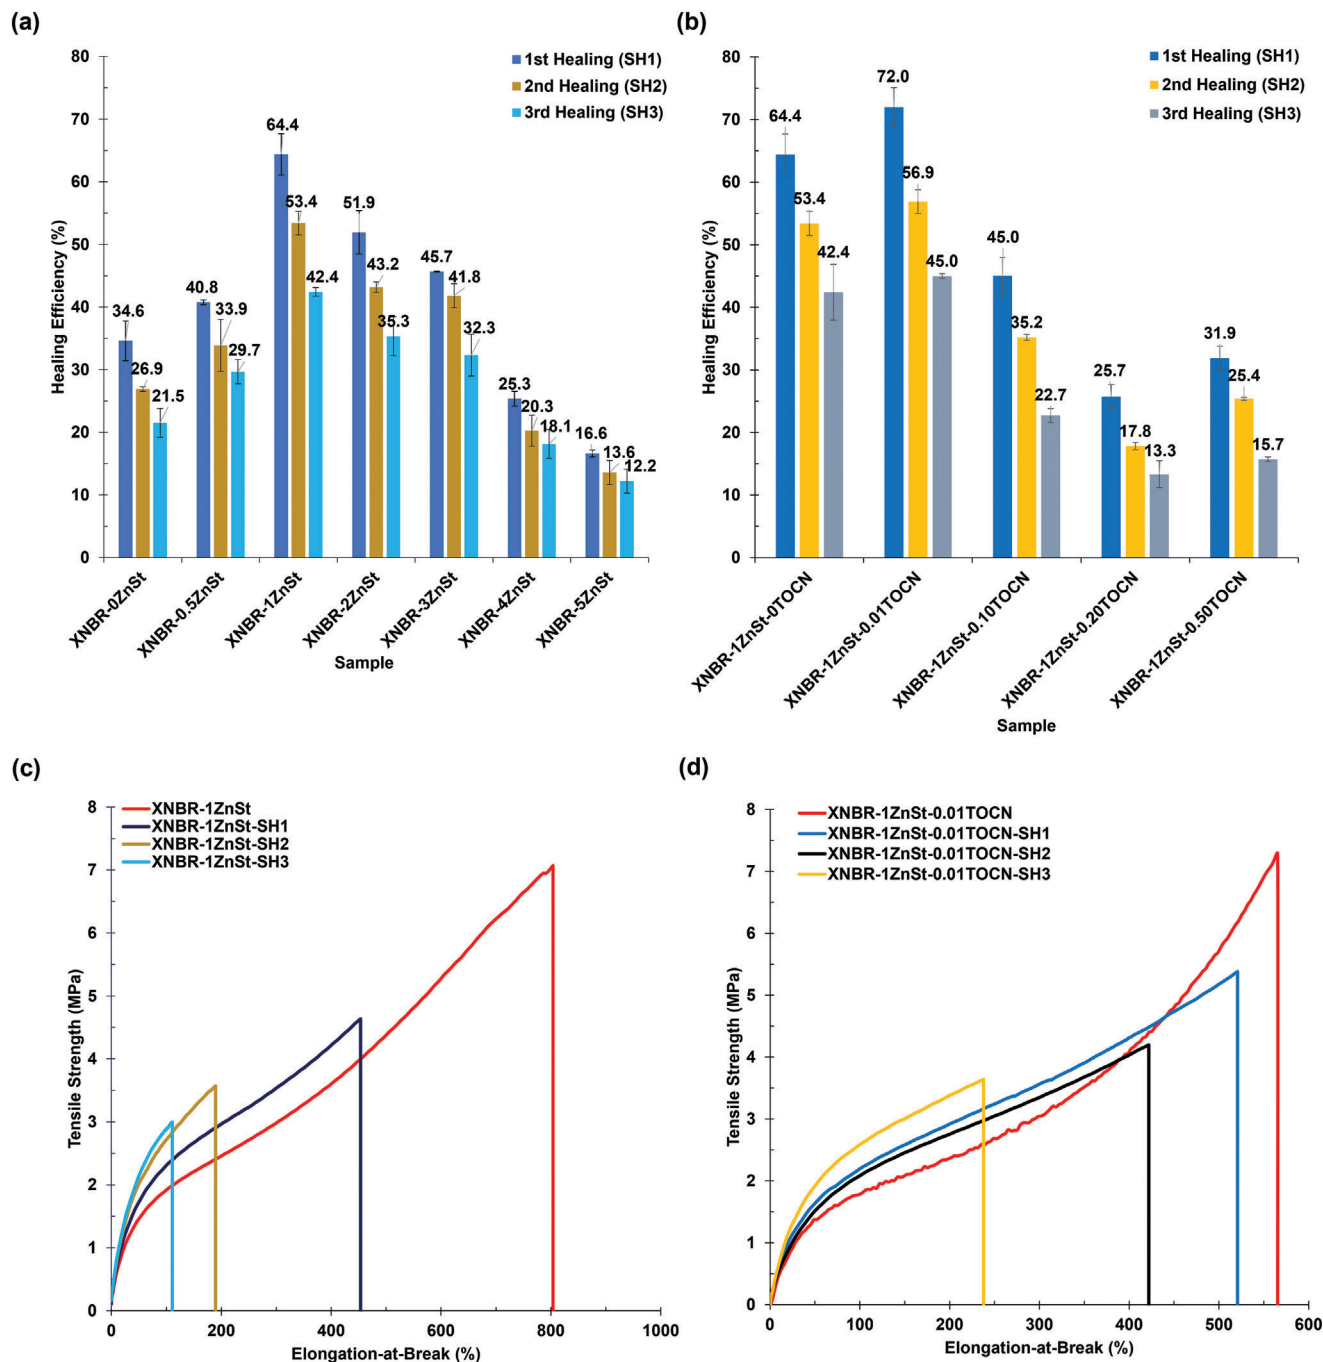 (a)
1st Healing (SH1)
2nd Healing (SH2)
3rd Healing (SH3)
Healing Efficiency (%)
80
70
60
50
40
30
20
10
0
34.6
26.9
21.5
40.8
33.9
29.7
64.4
53.4
42.4
51.9
43.2
35.3
45.7
41.8
32.3
25.3
20.3
18.1
16.6
13.6
12.2
XNBR-0ZnSt
XNBR-0.5ZnSt
XNBR-1ZnSt
XNBR-2ZnSt
XNBR-3ZnSt
XNBR-4ZnSt
XNBR-5ZnSt
Sample
(b)
1st Healing (SH1)
2nd Healing (SH2)
3rd Healing (SH3)
Healing Efficiency (%)
80
70
60
50
40
30
20
10
0
64.4
53.4
42.4
72.0
56.9
45.0
45.0
35.2
22.7
25.7
17.8
13.3
31.9
25.4
15.7
XNBR-1ZnSt-0TOCN
XNBR-1ZnSt-0.01TOCN
XNBR-1ZnSt-0.10TOCN
XNBR-1ZnSt-0.20TOCN
XNBR-1ZnSt-0.50TOCN
Sample
(c)
XNBR-1ZnSt
XNBR-1ZnSt-SH1
XNBR-1ZnSt-SH2
XNBR-1ZnSt-SH3
Tensile Strength (MPa)
8
7
6
5
4
3
2
1
0
0
200
400
600
800
1000
Elongation-at-Break (%)
(d)
XNBR-1ZnSt-0.01TOCN
XNBR-1ZnSt-0.01TOCN-SH1
XNBR-1ZnSt-0.01TOCN-SH2
XNBR-1ZnSt-0.01TOCN-SH3
Tensile Strength (MPa)
8
7
6
5
4
3
2
1
0
0
100
200
300
400
500
600
Elongation-at-Break (%)